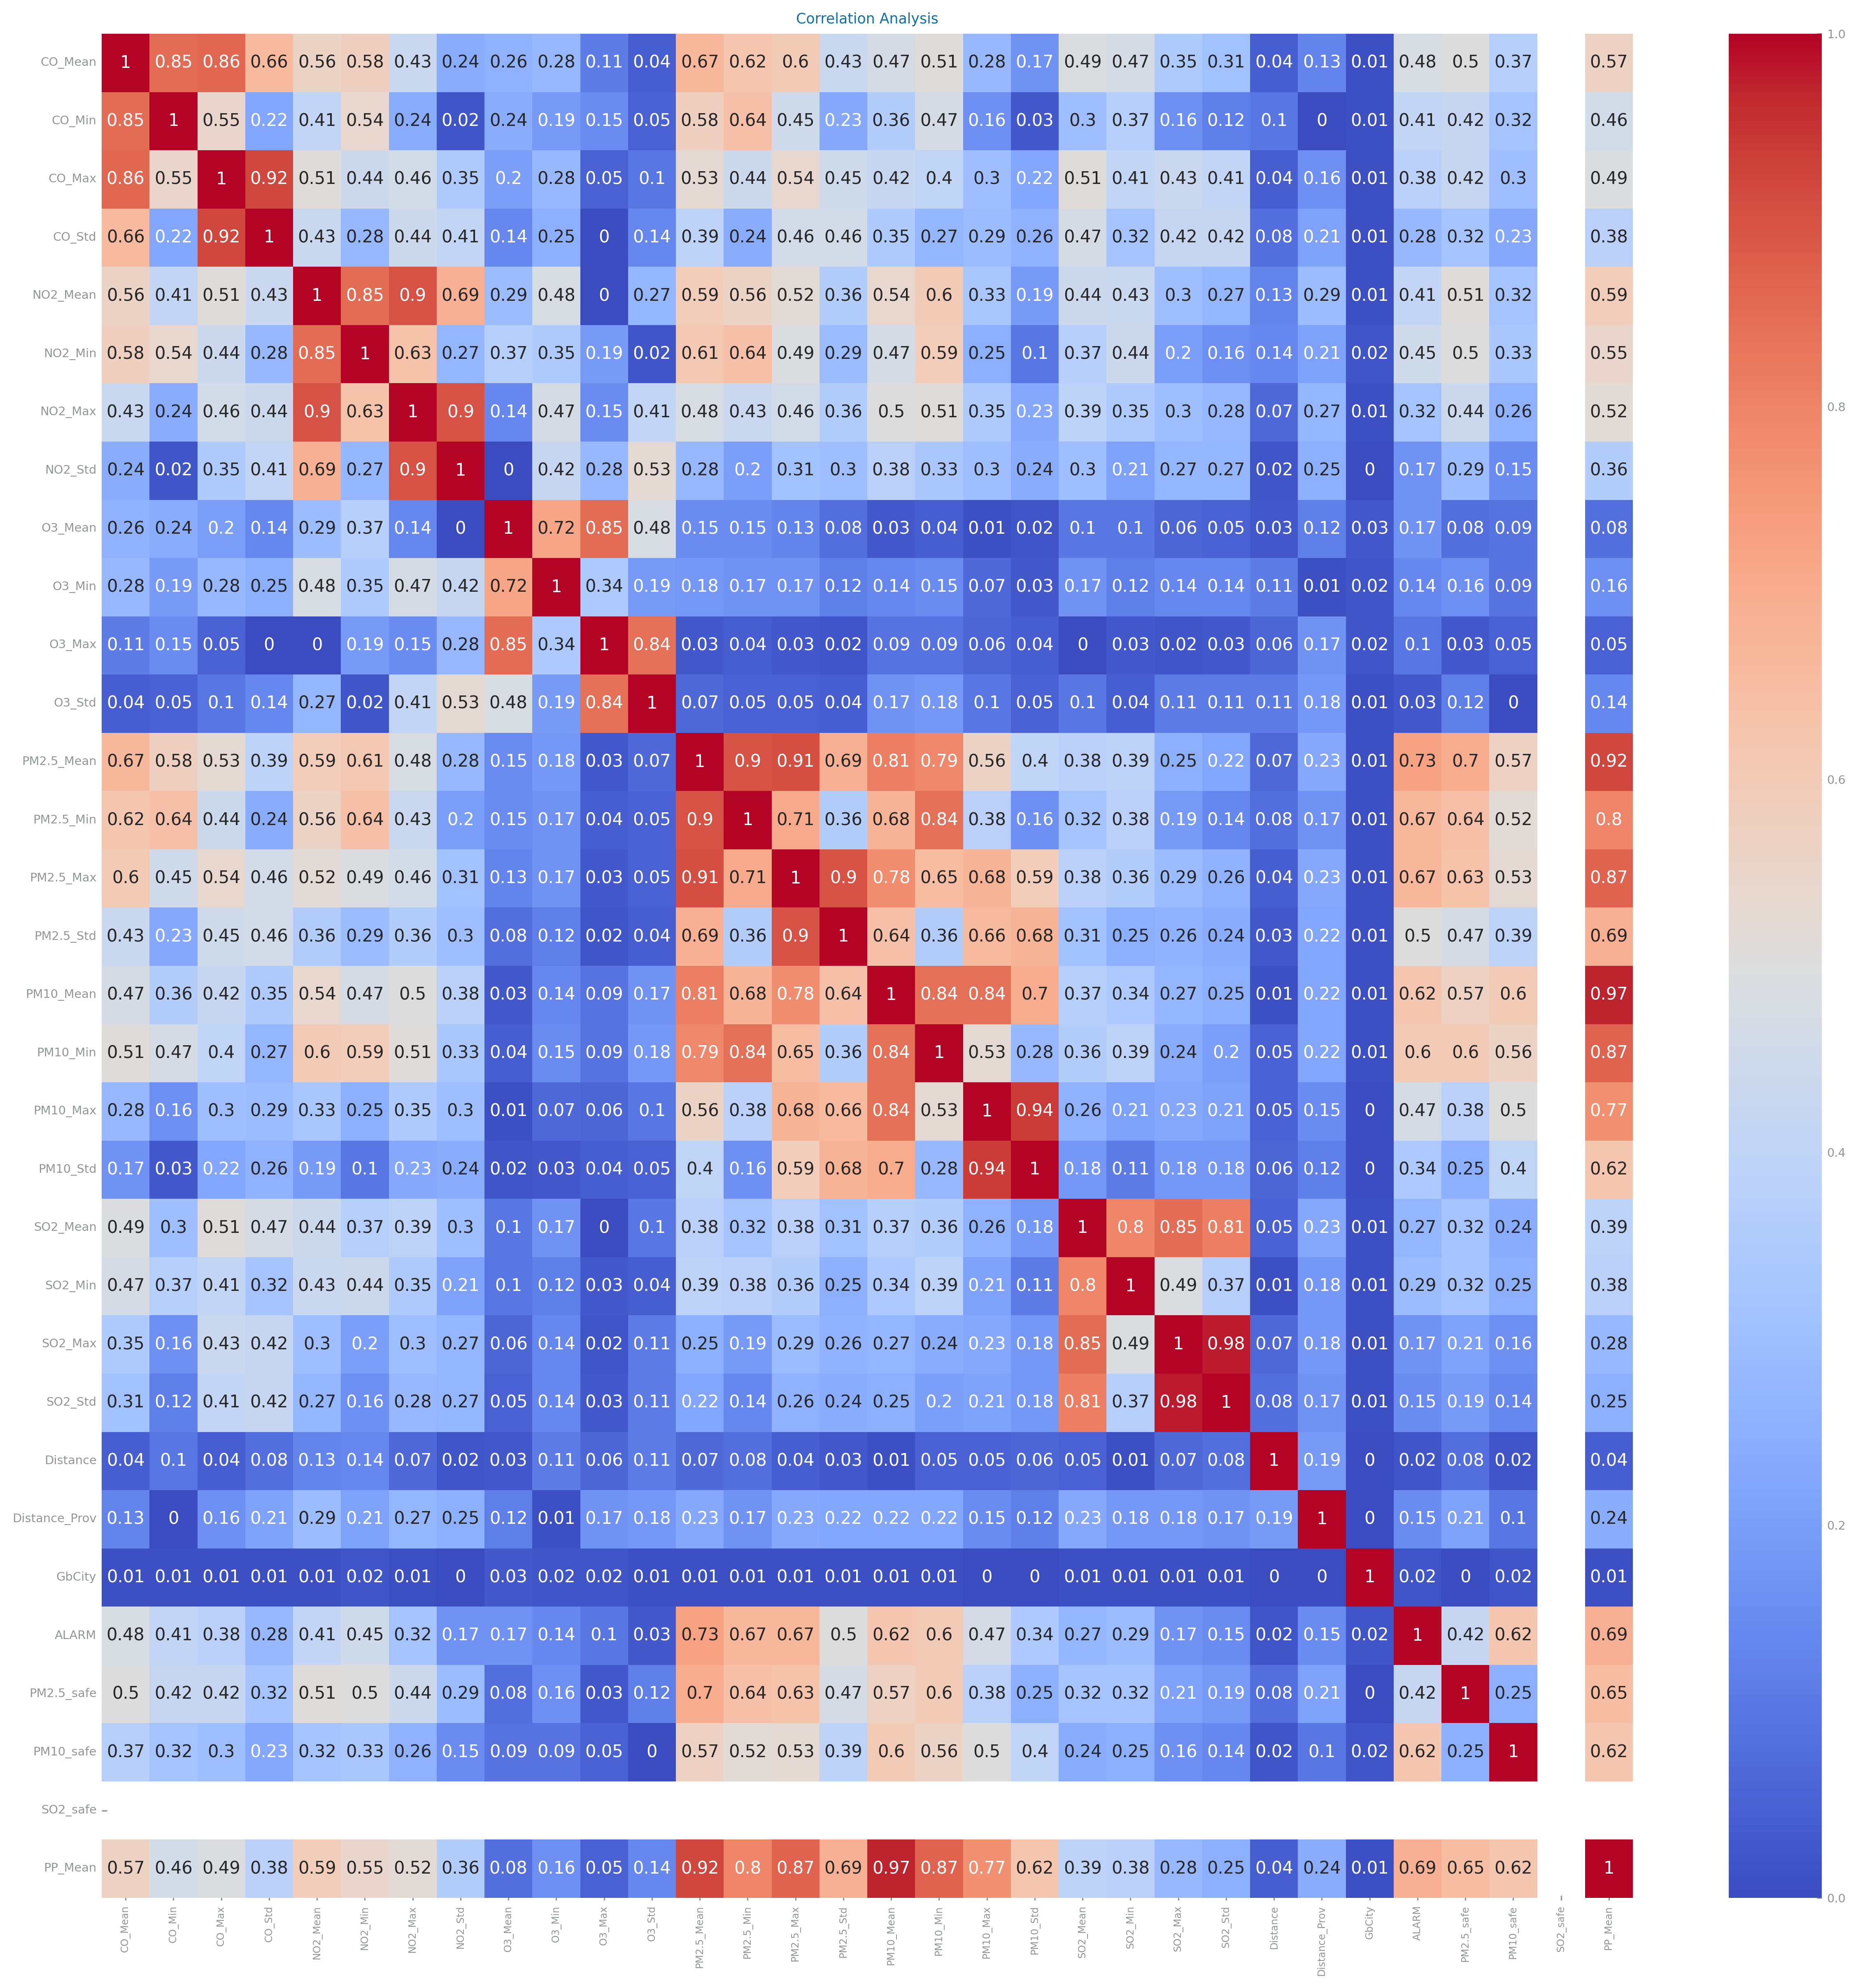 Correlation Analysis
CO_Mean 1 0.85 0.86 0.66 0.56 0.58 0.43 0.24 0.26 0.28 0.11 0.04 0.67 0.62 0.6 0.43 0.47 0.51 0.28 0.17 0.49 0.47 0.35 0.31 0.04 0.13 0.01 0.48 0.5 0.37 0.57
CO_Min 0.85 1 0.55 0.22 0.41 0.54 0.24 0.02 0.24 0.19 0.15 0.05 0.58 0.64 0.45 0.23 0.36 0.47 0.16 0.03 0.3 0.37 0.16 0.12 0.1 0 0.01 0.41 0.42 0.32 0.46
CO_Max 0.86 0.55 1 0.92 0.51 0.44 0.46 0.35 0.2 0.28 0.05 0.1 0.53 0.44 0.54 0.45 0.42 0.4 0.3 0.22 0.51 0.41 0.43 0.41 0.04 0.16 0.01 0.38 0.42 0.3 0.49
CO_Std 0.66 0.22 0.92 1 0.43 0.28 0.44 0.41 0.14 0.25 0 0.14 0.39 0.24 0.46 0.46 0.35 0.27 0.29 0.26 0.47 0.32 0.42 0.42 0.08 0.21 0.01 0.28 0.32 0.23 0.38
NO2_Mean 0.56 0.41 0.51 0.43 1 0.85 0.9 0.69 0.29 0.48 0 0.27 0.59 0.56 0.52 0.36 0.54 0.6 0.33 0.19 0.44 0.43 0.3 0.27 0.13 0.29 0.01 0.41 0.51 0.32 0.59
NO2_Min 0.58 0.54 0.44 0.28 0.85 1 0.63 0.27 0.37 0.35 0.19 0.02 0.61 0.64 0.49 0.29 0.47 0.59 0.25 0.1 0.37 0.44 0.2 0.16 0.14 0.21 0.02 0.45 0.5 0.33 0.55
NO2_Max 0.43 0.24 0.46 0.44 0.9 0.63 1 0.9 0.14 0.47 0.15 0.41 0.48 0.43 0.46 0.36 0.5 0.51 0.35 0.23 0.39 0.35 0.3 0.28 0.07 0.27 0.01 0.32 0.44 0.26 0.52
NO2_Std 0.24 0.02 0.35 0.41 0.69 0.27 0.9 1 0 0.42 0.28 0.53 0.28 0.2 0.31 0.3 0.38 0.33 0.3 0.24 0.3 0.21 0.27 0.27 0.02 0.25 0 0.17 0.29 0.15 0.36
O3_Mean 0.26 0.24 0.2 0.14 0.29 0.37 0.14 0 1 0.72 0.85 0.48 0.15 0.15 0.13 0.08 0.03 0.04 0.01 0.02 0.1 0.1 0.06 0.05 0.03 0.12 0.03 0.17 0.08 0.09 0.08
O3_Min 0.28 0.19 0.28 0.25 0.48 0.35 0.47 0.42 0.72 1 0.34 0.19 0.18 0.17 0.17 0.12 0.14 0.15 0.07 0.03 0.17 0.12 0.14 0.14 0.11 0.01 0.02 0.14 0.16 0.09 0.16
O3_Max 0.11 0.15 0.05 0 0 0.19 0.15 0.28 0.85 0.34 1 0.84 0.03 0.04 0.03 0.02 0.09 0.09 0.06 0.04 0 0.03 0.02 0.03 0.06 0.17 0.02 0.1 0.03 0.05 0.05
O3_Std 0.04 0.05 0.1 0.14 0.27 0.02 0.41 0.53 0.48 0.19 0.84 1 0.07 0.05 0.05 0.04 0.17 0.18 0.1 0.05 0.1 0.04 0.11 0.11 0.11 0.18 0.01 0.03 0.12 0 0.14
PM2.5_Mean 0.67 0.58 0.53 0.39 0.59 0.61 0.48 0.28 0.15 0.18 0.03 0.07 1 0.9 0.91 0.69 0.81 0.79 0.56 0.4 0.38 0.39 0.25 0.22 0.07 0.23 0.01 0.73 0.7 0.57 0.92
PM2.5_Min 0.62 0.64 0.44 0.24 0.56 0.64 0.43 0.2 0.15 0.17 0.04 0.05 0.9 1 0.71 0.36 0.68 0.84 0.38 0.16 0.32 0.38 0.19 0.14 0.08 0.17 0.01 0.67 0.64 0.52 0.8
PM2.5_Max 0.6 0.45 0.54 0.46 0.52 0.49 0.46 0.31 0.13 0.17 0.03 0.05 0.91 0.71 1 0.9 0.78 0.65 0.68 0.59 0.38 0.36 0.29 0.26 0.04 0.23 0.01 0.67 0.63 0.53 0.87
PM2.5_Std 0.43 0.23 0.45 0.46 0.36 0.29 0.36 0.3 0.08 0.12 0.02 0.04 0.69 0.36 0.9 1 0.64 0.36 0.66 0.68 0.31 0.25 0.26 0.24 0.03 0.22 0.01 0.5 0.47 0.39 0.69
PM10_Mean 0.47 0.36 0.42 0.35 0.54 0.47 0.5 0.38 0.03 0.14 0.09 0.17 0.81 0.68 0.78 0.64 1 0.84 0.84 0.7 0.37 0.34 0.27 0.25 0.01 0.22 0.01 0.62 0.57 0.6 0.97
PM10_Min 0.51 0.47 0.4 0.27 0.6 0.59 0.51 0.33 0.04 0.15 0.09 0.18 0.79 0.84 0.65 0.36 0.84 1 0.53 0.28 0.36 0.39 0.24 0.2 0.05 0.22 0.01 0.6 0.6 0.56 0.87
PM10_Max 0.28 0.16 0.3 0.29 0.33 0.25 0.35 0.3 0.01 0.07 0.06 0.1 0.56 0.38 0.68 0.66 0.84 0.53 1 0.94 0.26 0.21 0.23 0.21 0.05 0.15 0 0.47 0.38 0.5 0.77
PM10_Std 0.17 0.03 0.22 0.26 0.19 0.1 0.23 0.24 0.02 0.03 0.04 0.05 0.4 0.16 0.59 0.68 0.7 0.28 0.94 1 0.18 0.11 0.18 0.18 0.06 0.12 0 0.34 0.25 0.4 0.62
SO2_Mean 0.49 0.3 0.51 0.47 0.44 0.37 0.39 0.3 0.1 0.17 0 0.1 0.38 0.32 0.38 0.31 0.37 0.36 0.26 0.18 1 0.8 0.85 0.81 0.05 0.23 0.01 0.27 0.32 0.24 0.39
SO2_Min 0.47 0.37 0.41 0.32 0.43 0.44 0.35 0.21 0.1 0.12 0.03 0.04 0.39 0.38 0.36 0.25 0.34 0.39 0.21 0.11 0.8 1 0.49 0.37 0.01 0.18 0.01 0.29 0.32 0.25 0.38
SO2_Max 0.35 0.16 0.43 0.42 0.3 0.2 0.3 0.27 0.06 0.14 0.02 0.11 0.25 0.19 0.29 0.26 0.27 0.24 0.23 0.18 0.85 0.49 1 0.98 0.07 0.18 0.01 0.17 0.21 0.16 0.28
SO2_Std 0.31 0.12 0.41 0.42 0.27 0.16 0.28 0.27 0.05 0.14 0.03 0.11 0.22 0.14 0.26 0.24 0.25 0.2 0.21 0.18 0.81 0.37 0.98 1 0.08 0.17 0.01 0.15 0.19 0.14 0.25
Distance 0.04 0.1 0.04 0.08 0.13 0.14 0.07 0.02 0.03 0.11 0.06 0.11 0.07 0.08 0.04 0.03 0.01 0.05 0.05 0.06 0.05 0.01 0.07 0.08 1 0.19 0 0.02 0.08 0.02 0.04
Distance_Prov 0.13 0 0.16 0.21 0.29 0.21 0.27 0.25 0.12 0.01 0.17 0.18 0.23 0.17 0.23 0.22 0.22 0.22 0.15 0.12 0.23 0.18 0.18 0.17 0.19 1 0 0.15 0.21 0.1 0.24
GbCity 0.01 0.01 0.01 0.01 0.01 0.02 0.01 0 0.03 0.02 0.02 0.01 0.01 0.01 0.01 0.01 0.01 0.01 0 0 0.01 0.01 0.01 0.01 0 0 1 0.02 0 0.02 0.01
ALARM 0.48 0.41 0.38 0.28 0.41 0.45 0.32 0.17 0.17 0.14 0.1 0.03 0.73 0.67 0.67 0.5 0.62 0.6 0.47 0.34 0.27 0.29 0.17 0.15 0.02 0.15 0.02 1 0.42 0.62 0.69
PM2.5_safe 0.5 0.42 0.42 0.32 0.51 0.5 0.44 0.29 0.08 0.16 0.03 0.12 0.7 0.64 0.63 0.47 0.57 0.6 0.38 0.25 0.32 0.32 0.21 0.19 0.08 0.21 0 0.42 1 0.25 0.65
PM10_safe 0.37 0.32 0.3 0.23 0.32 0.33 0.26 0.15 0.09 0.09 0.05 0 0.57 0.52 0.53 0.39 0.6 0.56 0.5 0.4 0.24 0.25 0.16 0.14 0.02 0.1 0.02 0.62 0.25 1 0.62
SO2_safe
PP_Mean 0.57 0.46 0.49 0.38 0.59 0.55 0.52 0.36 0.08 0.16 0.05 0.14 0.92 0.8 0.87 0.69 0.97 0.87 0.77 0.62 0.39 0.38 0.28 0.25 0.04 0.24 0.01 0.69 0.65 0.62 1
CO_Mean CO_Min CO_Max CO_Std NO2_Mean NO2_Min NO2_Max NO2_Std O3_Mean O3_Min O3_Max O3_Std PM2.5_Mean PM2.5_Min PM2.5_Max PM2.5_Std PM10_Mean PM10_Min PM10_Max PM10_Std SO2_Mean SO2_Min SO2_Max SO2_Std Distance Distance_Prov GbCity ALARM PM2.5_safe PM10_safe SO2_safe PP_Mean
1.0
0.8
0.6
0.4
0.2
0.0